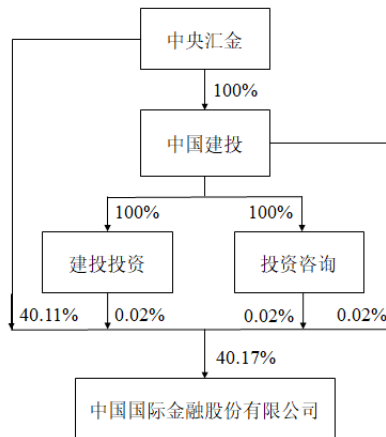 中央汇金
100%
中国建投
100%
100%
建投投资
投资咨询
40.11%
0.02%
0.02%
0.02%
40.17%
中国国际金融股份有限公司